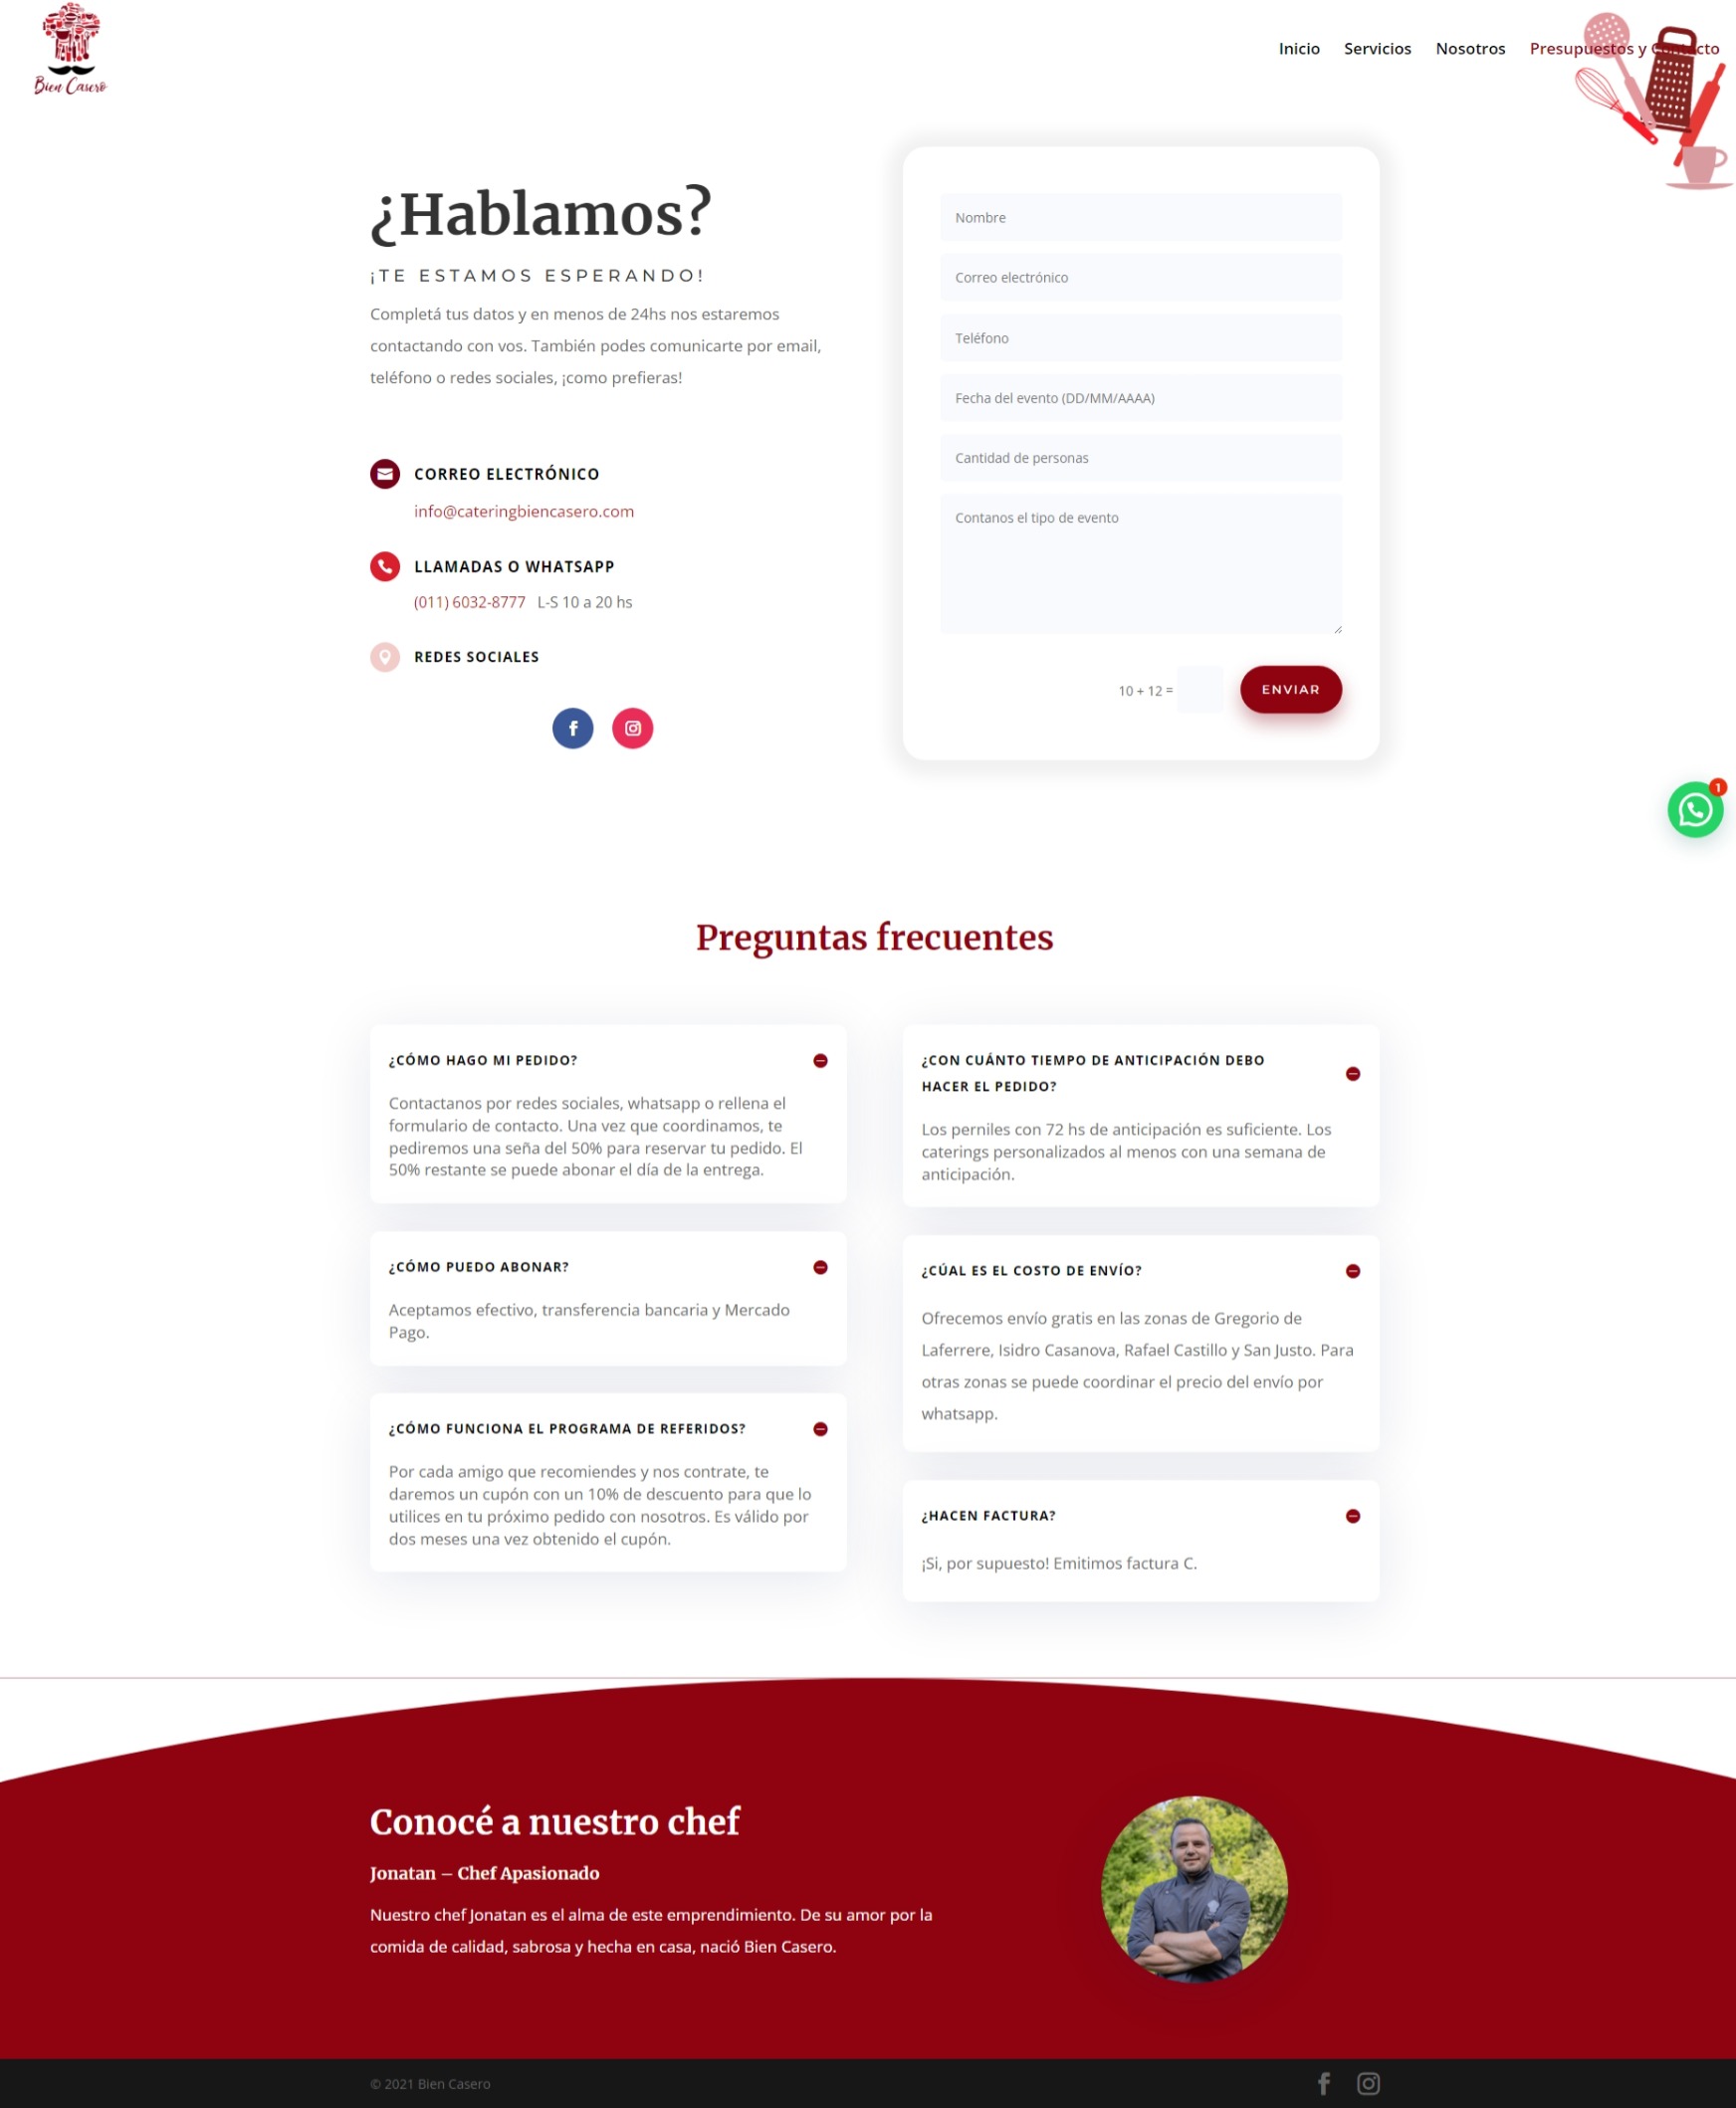 Bien Casero
Inicio Servicios Nosotros Presupuestos y Contacto
¿Hablamos?
¡TE ESTAMOS ESPERANDO!
Completá tus datos y en menos de 24hs nos estaremos
contactando con vos. También podes comunicarte por email,
teléfono o redes sociales, ¡como prefieras!
CORREO ELECTRÓNICO
info@cateringbiencasero.com
LLAMADAS O WHATSAPP
(011) 6032-8777 L-S 10 a 20 hs
REDES SOCIALES
Nombre
Correo electrónico
Teléfono
Fecha del evento (DD/MM/AAAA)
Cantidad de personas
Contanos el tipo de evento
10 + 12 =
ENVIAR
1
Preguntas frecuentes
¿CÓMO HAGO MI PEDIDO?
Contactanos por redes sociales, whatsapp o rellena el
formulario de contacto. Una vez que coordinamos, te
pediremos una seña del 50% para reservar tu pedido. El
50% restante se puede abonar el día de la entrega.
¿CÓMO PUEDO ABONAR?
Aceptamos efectivo, transferencia bancaria y Mercado
Pago.
¿CÓMO FUNCIONA EL PROGRAMA DE REFERIDOS?
Por cada amigo que recomiendes y nos contrate, te
daremos un cupón con un 10% de descuento para que lo
utilices en tu próximo pedido con nosotros. Es válido por
dos meses una vez obtenido el cupón.
¿CON CUÁNTO TIEMPO DE ANTICIPACIÓN DEBO
HACER EL PEDIDO?
Los perniles con 72 hs de anticipación es suficiente. Los
caterings personalizados al menos con una semana de
anticipación.
¿CÚAL ES EL COSTO DE ENVÍO?
Ofrecemos envío gratis en las zonas de Gregorio de
Laferrere, Isidro Casanova, Rafael Castillo y San Justo. Para
otras zonas se puede coordinar el precio del envío por
whatsapp.
¿HACEN FACTURA?
¡Si, por supuesto! Emitimos factura C.
Conocé a nuestro chef
Jonatan – Chef Apasionado
Nuestro chef Jonatan es el alma de este emprendimiento. De su amor por la
comida de calidad, sabrosa y hecha en casa, nació Bien Casero.
© 2021 Bien Casero